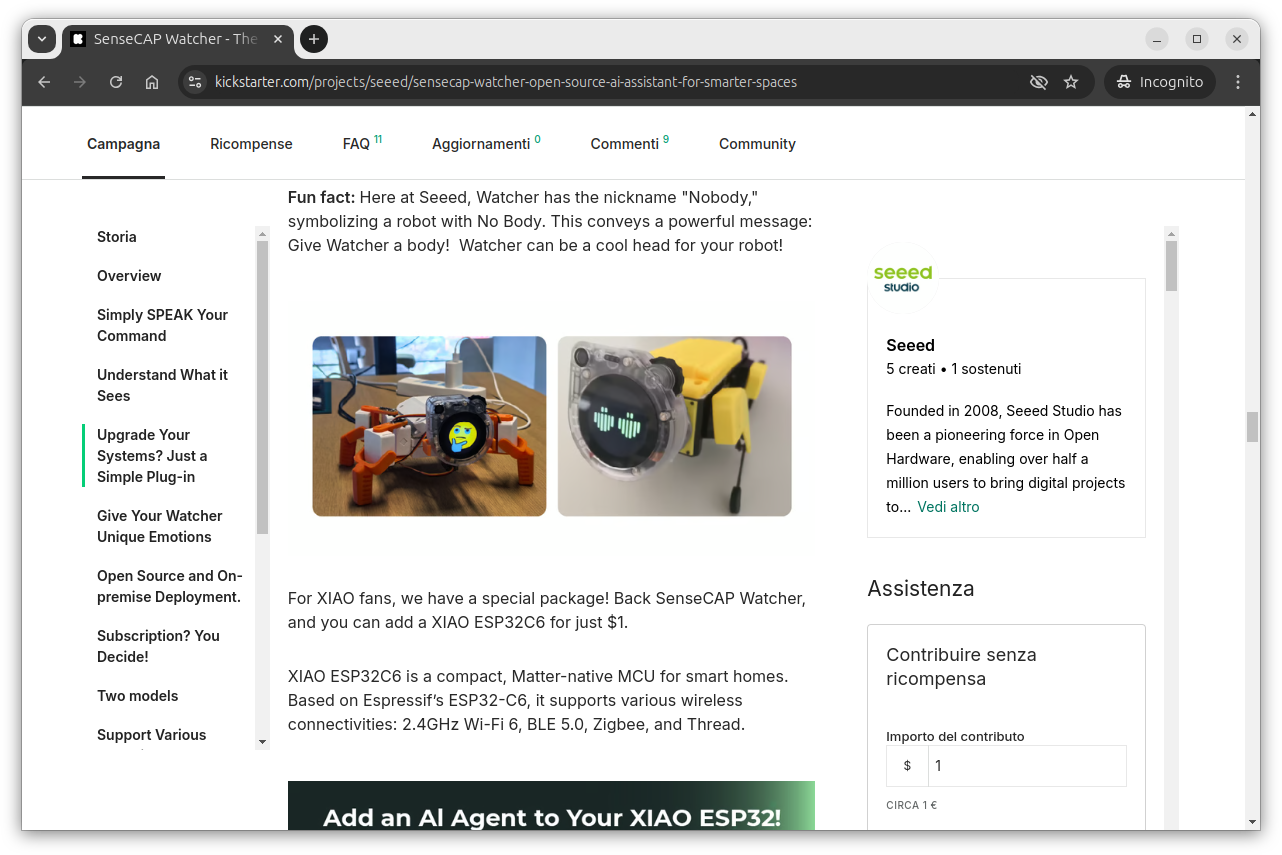 SenseCAP Watcher - The
kickstarter.com/projects/seeed/sensecap-watcher-open-source-ai-assistant-for-smarter-spaces
Incognito
Campagna
Ricompense
FAQ 11
Aggiornamenti 0
Commenti 9
Community
Storia
Overview
Simply SPEAK Your
Command
Understand What it
Sees
Upgrade Your
Systems? Just a
Simple Plug-in
Give Your Watcher
Unique Emotions
Open Source and On-
premise Deployment.
Subscription? You
Decide!
Two models
Support Various
Fun fact: Here at Seeed, Watcher has the nickname "Nobody,"
symbolizing a robot with No Body. This conveys a powerful message:
Give Watcher a body!  Watcher can be a cool head for your robot!
For XIAO fans, we have a special package! Back SenseCAP Watcher,
and you can add a XIAO ESP32C6 for just $1.
XIAO ESP32C6 is a compact, Matter-native MCU for smart homes.
Based on Espressif’s ESP32-C6, it supports various wireless
connectivities: 2.4GHz Wi-Fi 6, BLE 5.0, Zigbee, and Thread.
Add an AI Agent to Your XIAO ESP32!
seeed
studio
Seeed
5 creati • 1 sostenuti
Founded in 2008, Seeed Studio has
been a pioneering force in Open
Hardware, enabling over half a
million users to bring digital projects
to... Vedi altro
Assistenza
Contribuire senza
ricompensa
Importo del contributo
$ 1
CIRCA 1 €